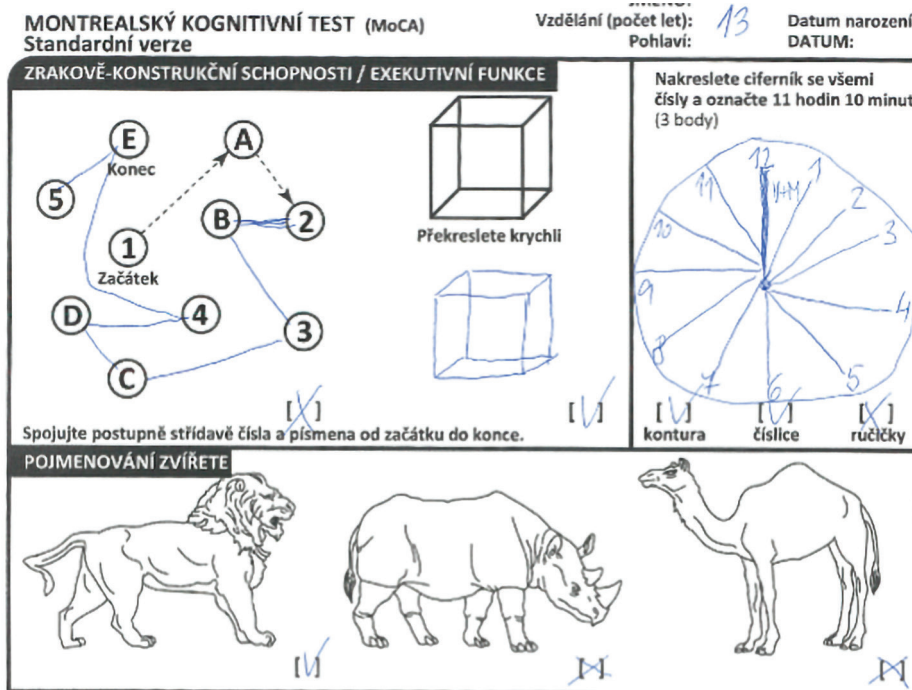 MONTREALSKÝ KOGNITIVNÍ TEST (MoCA)
Standardní verze
Vzdělání (počet let): 13
Pohlaví:
Datum narození
DATUM:
ZRAKOVĚ-KONSTRUKČNÍ SCHOPNOSTI / EXEKUTIVNÍ FUNKCE
E
Konec
A
5
B
2
1
Začátek
D
4
3
C
Překreslete krychli
[X]
[V]
Spojujte postupně střídavě čísla a písmena od začátku do konce.
Nakreslete ciferník se všemi
čísly a označte 11 hodin 10 minut
(3 body)
12
11
1
H+M
2
10
3
9
4
8
5
7
6
[V]
[V]
[X]
kontura
číslice
ručičky
POJMENOVÁNÍ ZVÍŘETE
[V]
[X]
[X]